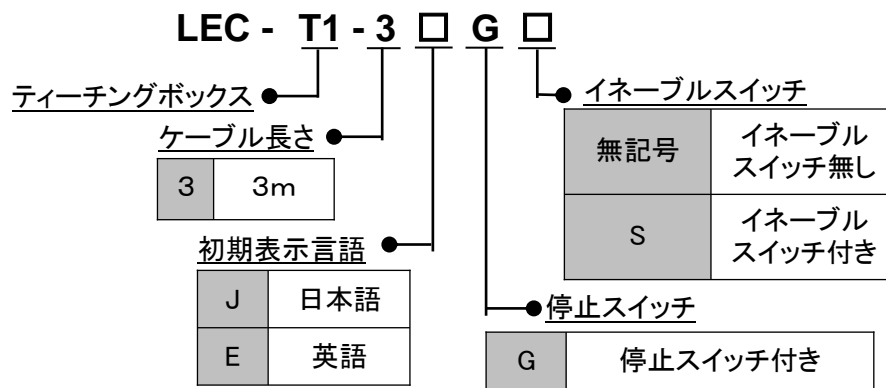 LEC - T1 - 3 □ G □
ティーチングボックス
ケーブル長さ
3 3m
初期表示言語
J 日本語
E 英語
イネーブルスイッチ
無記号 イネーブル
スイッチ無し
S イネーブル
スイッチ付き
停止スイッチ
G 停止スイッチ付き